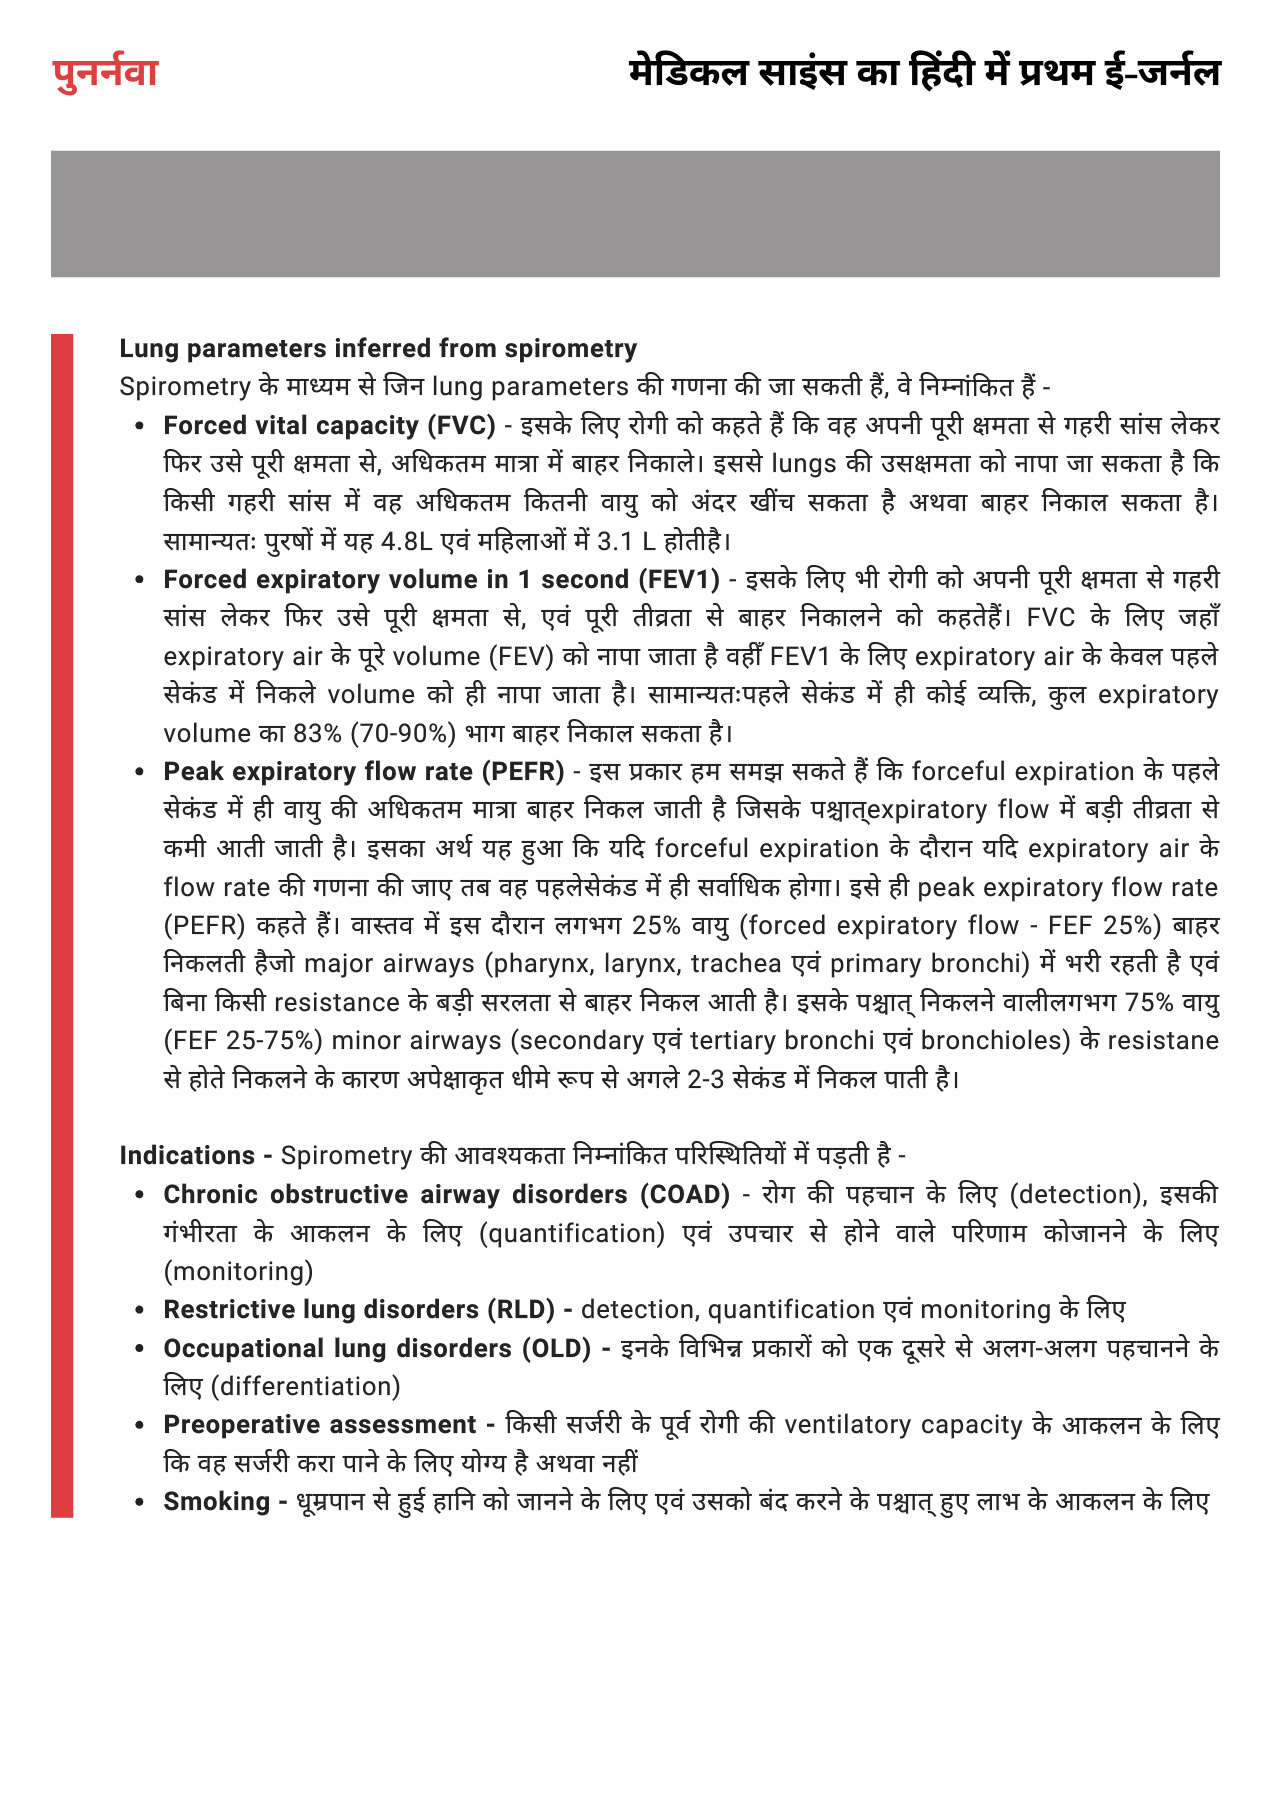 पुनर्नवा
मेडिकल साइंस का हिंदी में प्रथम ई-जर्नल
Lung parameters inferred from spirometry
Spirometry के माध्यम से जिन lung parameters की गणना की जा सकती हैं, वे निम्नांकित हैं -
• Forced vital capacity (FVC) - इसके लिए रोगी को कहते हैं कि वह अपनी पूरी क्षमता से गहरी सांस लेकर
फिर उसे पूरी क्षमता से, अधिकतम मात्रा में बाहर निकाले। इससे lungs की उसक्षमता को नापा जा सकता है कि
किसी गहरी सांस में वह अधिकतम कितनी वायु को अंदर खींच सकता है अथवा बाहर निकाल सकता है।
सामान्यतः पुरषों में यह 4.8L एवं महिलाओं में 3.1 L होतीहै।
• Forced expiratory volume in 1 second (FEV1) - इसके लिए भी रोगी को अपनी पूरी क्षमता से गहरी
सांस लेकर फिर उसे पूरी क्षमता से, एवं पूरी तीव्रता से बाहर निकालने को कहतेहैं। FVC के लिए जहाँ
expiratory air के पूरे volume (FEV) को नापा जाता है वहीँ FEV1 के लिए expiratory air के केवल पहले
सेकंड में निकले volume को ही नापा जाता है। सामान्यतःपहले सेकंड में ही कोई व्यक्ति, कुल expiratory
volume का 83% (70-90%) भाग बाहर निकाल सकता है।
• Peak expiratory flow rate (PEFR) - इस प्रकार हम समझ सकते हैं कि forceful expiration के पहले
सेकंड में ही वायु की अधिकतम मात्रा बाहर निकल जाती है जिसके पश्चात्expiratory flow में बड़ी तीव्रता से
कमी आती जाती है। इसका अर्थ यह हुआ कि यदि forceful expiration के दौरान यदि expiratory air के
flow rate की गणना की जाए तब वह पहलेसेकंड में ही सर्वाधिक होगा। इसे ही peak expiratory flow rate
(PEFR) कहते हैं। वास्तव में इस दौरान लगभग 25% वायु (forced expiratory flow - FEF 25%) बाहर
निकलती हैजो major airways (pharynx, larynx, trachea एवं primary bronchi) में भरी रहती है एवं
बिना किसी resistance के बड़ी सरलता से बाहर निकल आती है। इसके पश्चात् निकलने वालीलगभग 75% वायु
(FEF 25-75%) minor airways (secondary एवं tertiary bronchi एवं bronchioles) के resistane
से होते निकलने के कारण अपेक्षाकृत धीमे रूप से अगले 2-3 सेकंड में निकल पाती है।
Indications - Spirometry की आवश्यकता निम्नांकित परिस्थितियों में पड़ती है -
• Chronic obstructive airway disorders (COAD) - रोग की पहचान के लिए (detection), इसकी
गंभीरता के आकलन के लिए (quantification) एवं उपचार से होने वाले परिणाम कोजानने के लिए
(monitoring)
• Restrictive lung disorders (RLD) - detection, quantification एवं monitoring के लिए
• Occupational lung disorders (OLD) - इनके विभिन्न प्रकारों को एक दूसरे से अलग-अलग पहचानने के
लिए (differentiation)
• Preoperative assessment - किसी सर्जरी के पूर्व रोगी की ventilatory capacity के आकलन के लिए
कि वह सर्जरी करा पाने के लिए योग्य है अथवा नहीं
• Smoking - धूम्रपान से हुई हानि को जानने के लिए एवं उसको बंद करने के पश्चात् हुए लाभ के आकलन के लिए